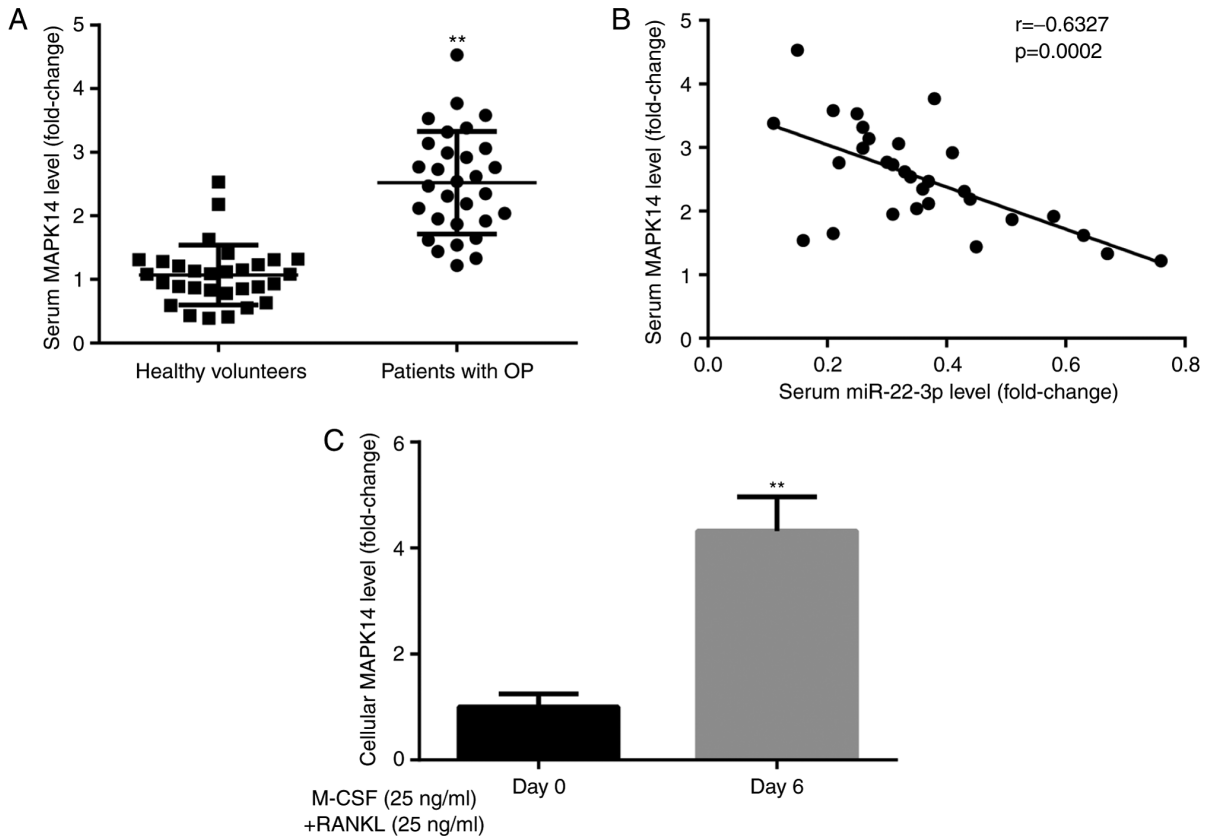 A
Serum MAPK14 level (fold-change)
5
4
3
2
1
0
**
Healthy volunteers
Patients with OP
B
Serum MAPK14 level (fold-change)
5
4
3
2
1
0
r=−0.6327
p=0.0002
0.0
0.2
0.4
0.6
0.8
Serum miR-22-3p level (fold-change)
C
Cellular MAPK14 level (fold-change)
6
4
2
0
**
Day 0
Day 6
M-CSF (25 ng/ml)
+RANKL (25 ng/ml)